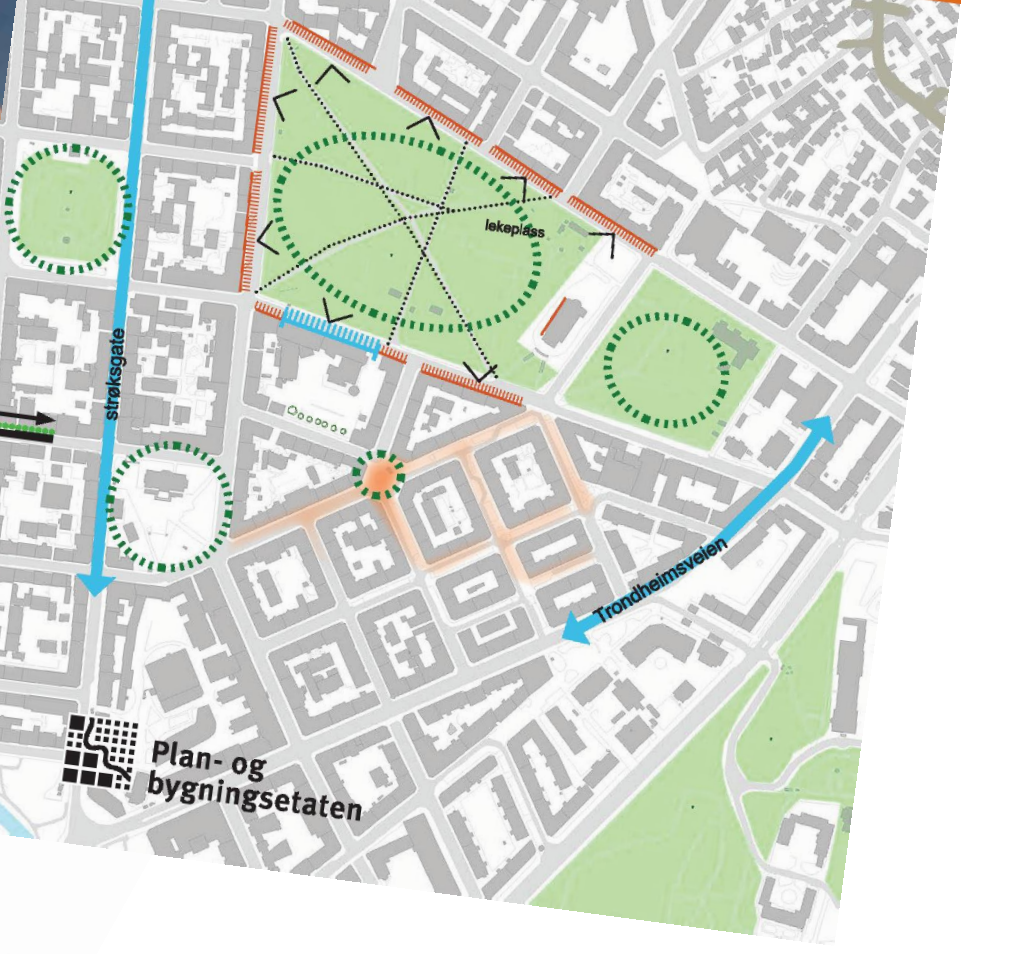 lekeplass
strøksgate
Trondheimsveien
Plan- og
bygningsetaten